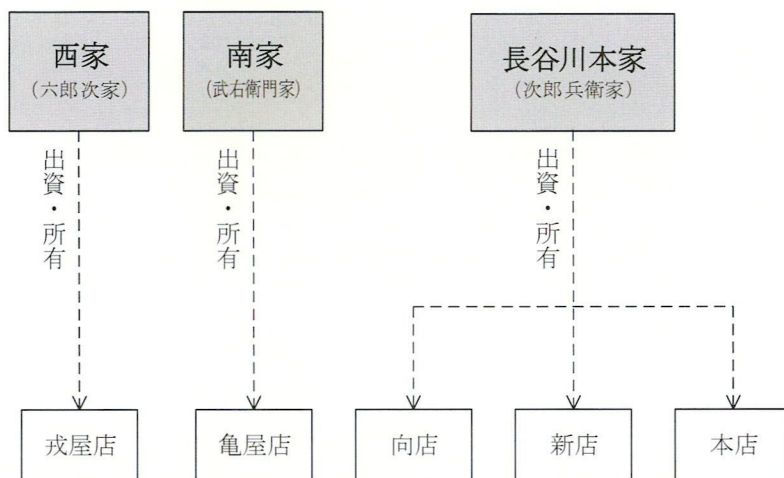 西家
（六郎次家）
南家
（武右衛門家）
長谷川本家
（次郎兵衛家）
出資・所有
出資・所有
出資・所有
戎屋店
亀屋店
向店
新店
本店